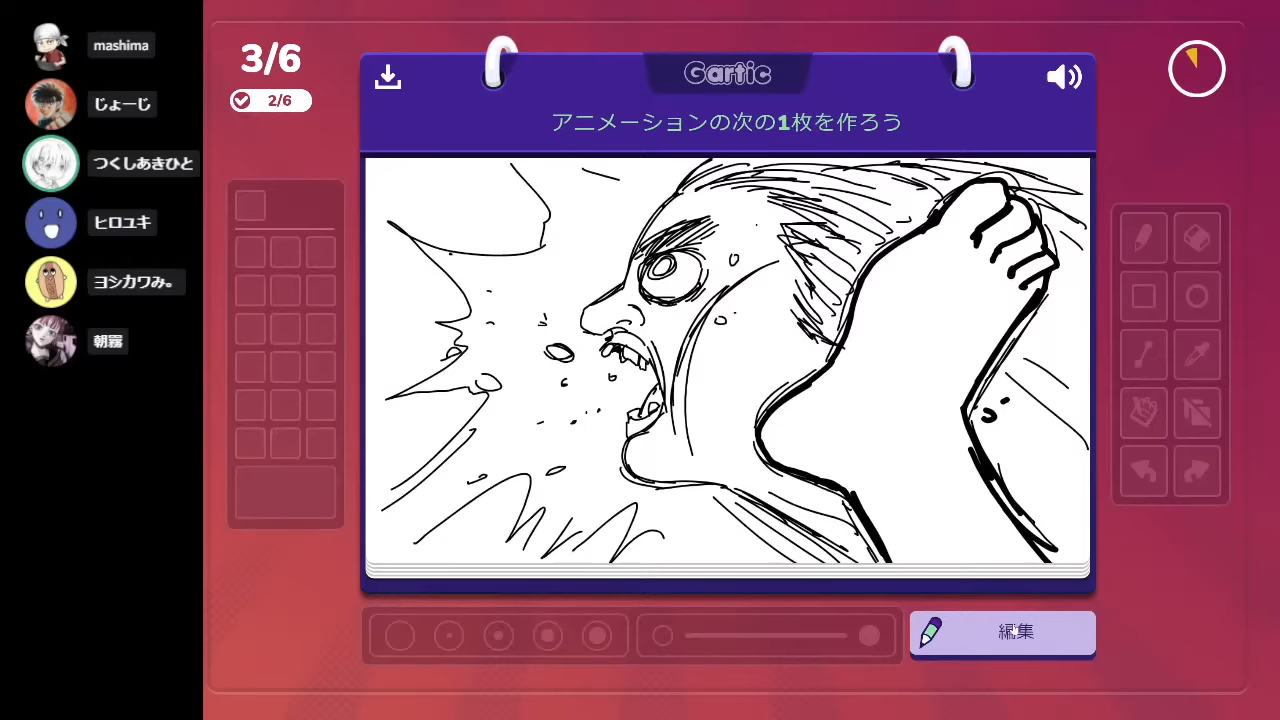 mashima
じょーじ
つくしあきひと
ヒロユキ
ヨシカワみ。
朝霧
3/6
2/6
Gartic
アニメーションの次の1枚を作ろう
編集